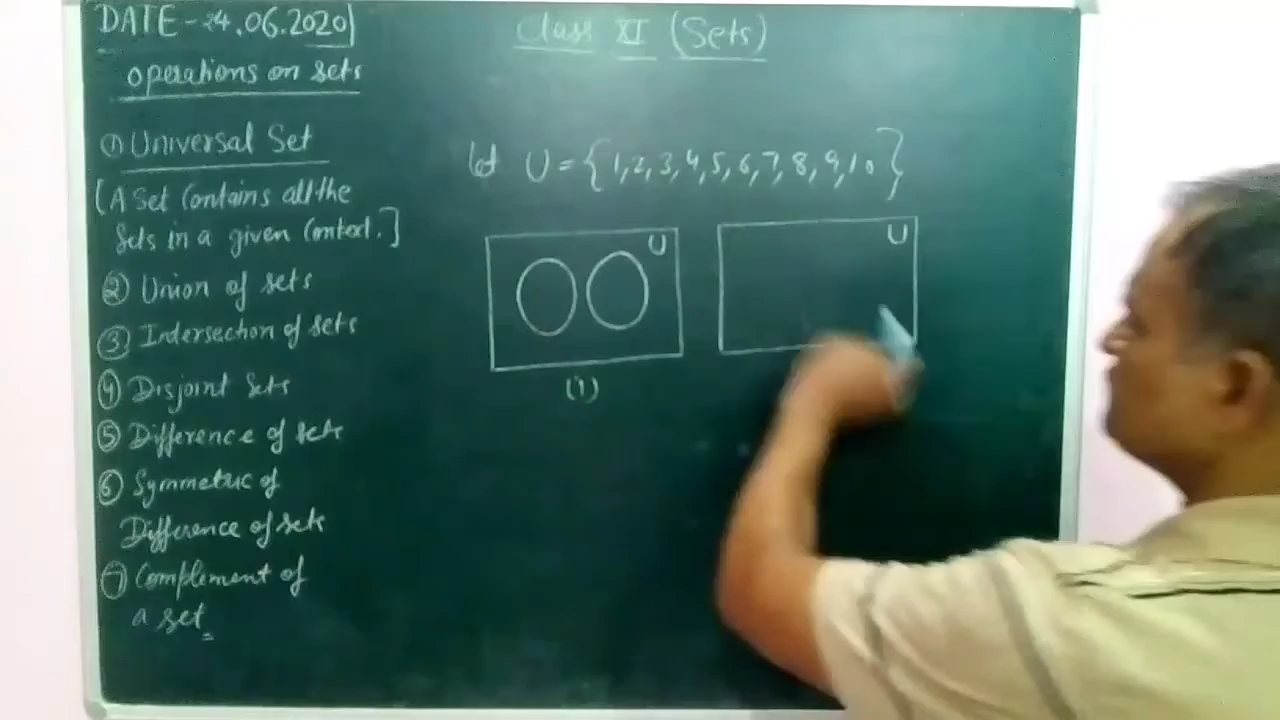 DATE - 24.06.2020
Class XI (Sets)
operations on sets
① Universal Set
[A Set Contains all the
Sets in a given Context.]
② Union of sets
③ Intersection of sets
④ Disjoint Sets
⑤ Difference of sets
⑥ Symmetric of
Difference of sets
⑦ Complement of
a set
let U = {1,2,3,4,5,6,7,8,9,10}
U
U
(1)